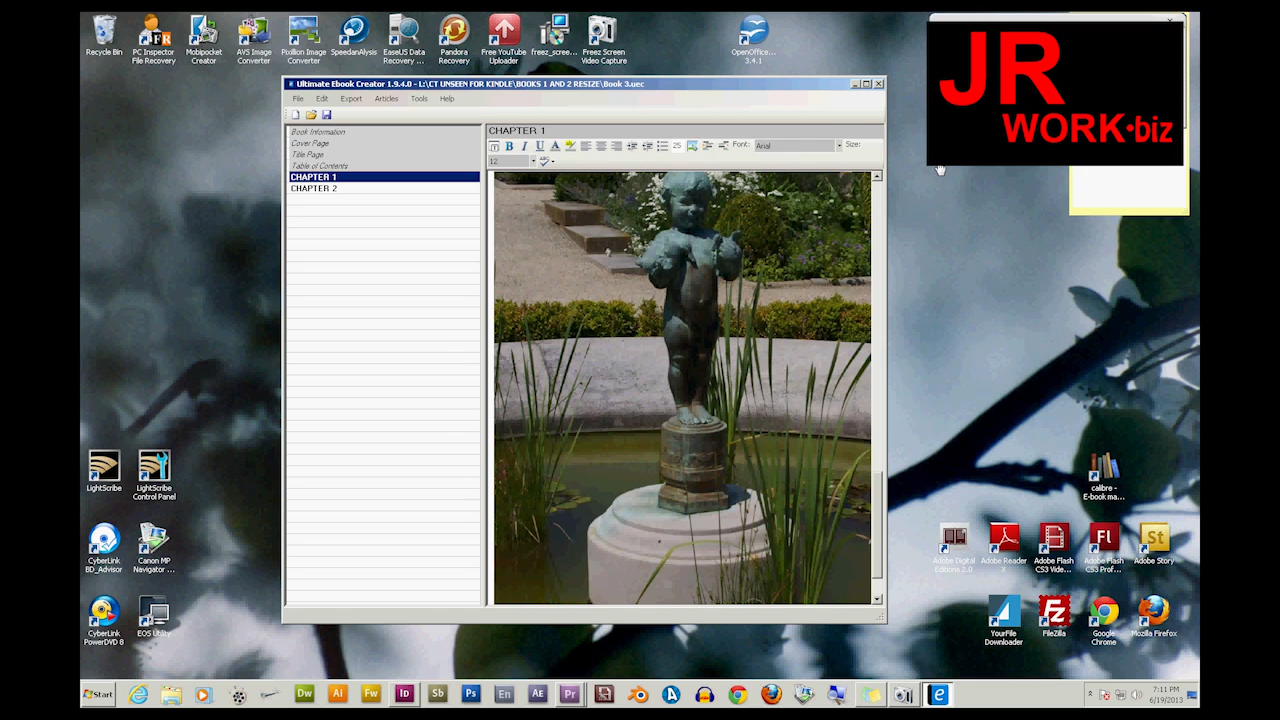 Recycle Bin
PC Inspector
File Recovery
Mobipocket
Creator
AVS Image
Converter
Pixillion Image
Converter
SpeedanAlysis
EaseUS Data
Recovery ...
Pandora
Recovery
Free YouTube
Uploader
freez_scree...
Freez Screen
Video Capture
OpenOffice....
3.4.1
JR
WORK•biz
Ultimate Ebook Creator 1.9.4.0 - L:\CT UNSEEN FOR KINDLE\BOOKS 1 AND 2 RESIZE\Book 3.uec
File Edit Export Articles Tools Help
Book Information
Cover Page
Title Page
Table of Contents
CHAPTER 1
CHAPTER 2
CHAPTER 1
B I U A 25 Font: Arial Size:
12
LightScribe
LightScribe
Control Panel
CyberLink
BD_Advisor
Canon MP
Navigator ...
CyberLink
PowerDVD 8
EOS Utility
calibre -
E-book ma...
Adobe Digital
Editions 2.0
Adobe Reader
X
Adobe Flash
CS3 Vide...
Fl
Adobe Flash
CS3 Prof...
St
Adobe Story
YourFile
Downloader
FileZilla
Google
Chrome
Mozilla Firefox
Start
Dw Ai Fw Id Sb Ps En AE Pr
7:11 PM
6/19/2013